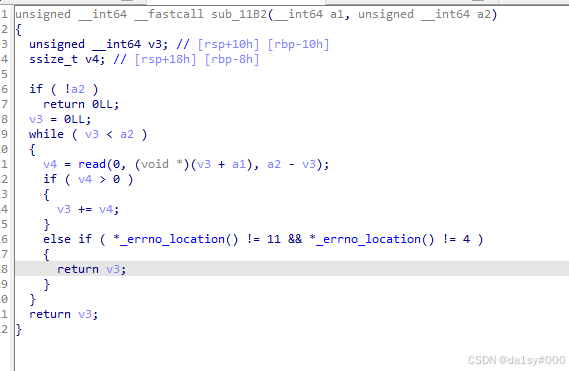 1 unsigned __int64 __fastcall sub_11B2(__int64 a1, unsigned __int64 a2)
2 {
3 unsigned __int64 v3; // [rsp+10h] [rbp-10h]
4 ssize_t v4; // [rsp+18h] [rbp-8h]
5
6 if ( !a2 )
7 return 0LL;
8 v3 = 0LL;
9 while ( v3 < a2 )
0 {
1 v4 = read(0, (void *)(v3 + a1), a2 - v3);
2 if ( v4 > 0 )
3 {
4 v3 += v4;
5 }
6 else if ( *_errno_location() != 11 && *_errno_location() != 4 )
7 {
8 return v3;
9 }
0 }
1 return v3;
2 }
CSDN @da1sy#000